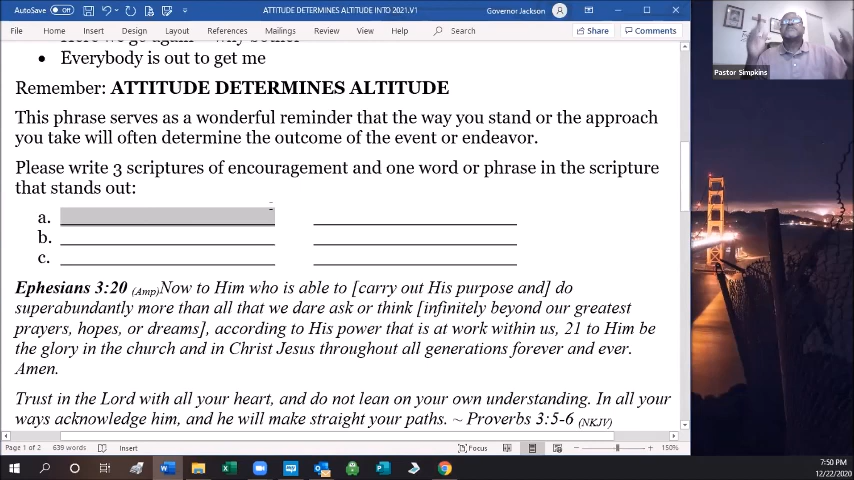 AutoSave Off
ATTITUDE DETERMINES ALTITUDE INTO 2021.V1
Governor Jackson
File Home Insert Design Layout References Mailings Review View Help Search Share Comments
Here we go again why bother
• Everybody is out to get me
Remember: ATTITUDE DETERMINES ALTITUDE
This phrase serves as a wonderful reminder that the way you stand or the approach
you take will often determine the outcome of the event or endeavor.
Please write 3 scriptures of encouragement and one word or phrase in the scripture
that stands out:
a.
b.
c.
Ephesians 3:20 (Amp)Now to Him who is able to [carry out His purpose and] do
superabundantly more than all that we dare ask or think [infinitely beyond our greatest
prayers, hopes, or dreams], according to His power that is at work within us, 21 to Him be
the glory in the church and in Christ Jesus throughout all generations forever and ever.
Amen.
Trust in the Lord with all your heart, and do not lean on your own understanding. In all your
ways acknowledge him, and he will make straight your paths. ~ Proverbs 3:5-6 (NKJV)
Page 1 of 2 639 words Insert Focus 150%
Pastor Simpkins
7:50 PM
12/22/2020